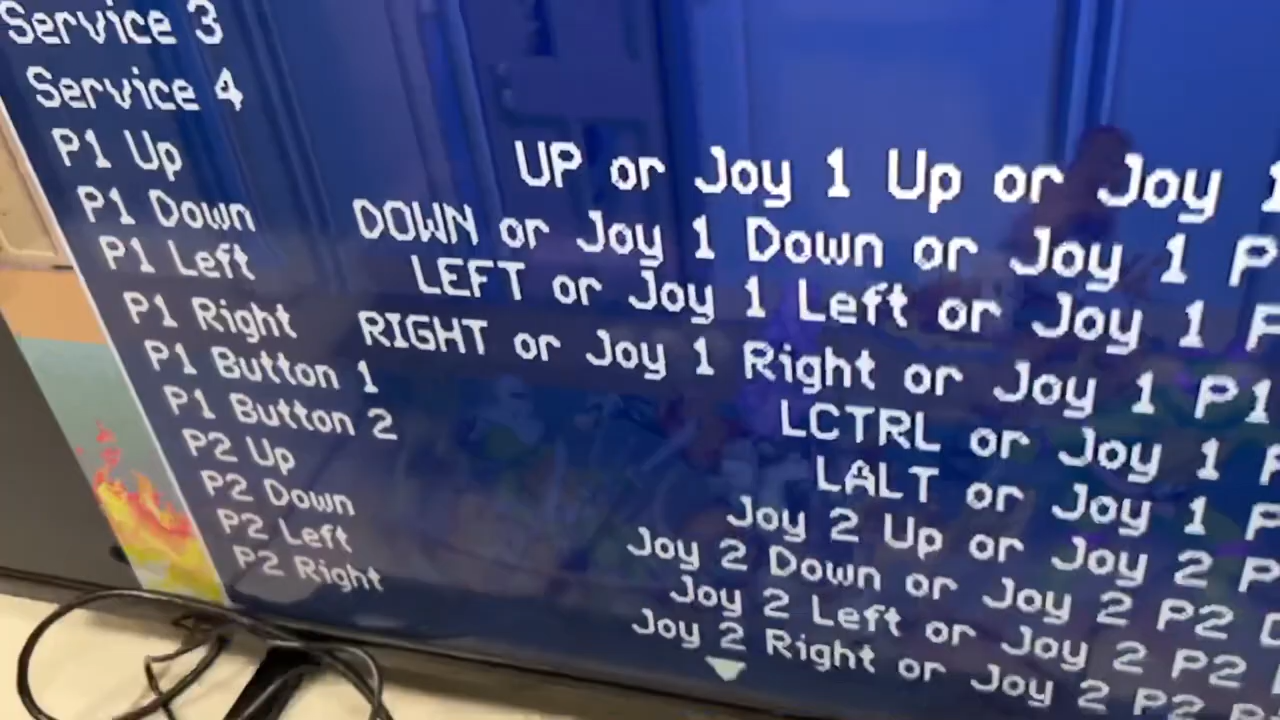 Service 3
Service 4
P1 Up UP or Joy 1 Up or Joy 1
P1 Down DOWN or Joy 1 Down or Joy 1 P
P1 Left LEFT or Joy 1 Left or Joy 1
P1 Right RIGHT or Joy 1 Right or Joy 1 P1
P1 Button 1 LCTRL or Joy 1
P1 Button 2 LALT or Joy 1
P2 Up Joy 2 Up or Joy 2 P
P2 Down Joy 2 Down or Joy 2 P2
P2 Left Joy 2 Left or Joy 2 P2
P2 Right Joy 2 Right or Joy 2 P2